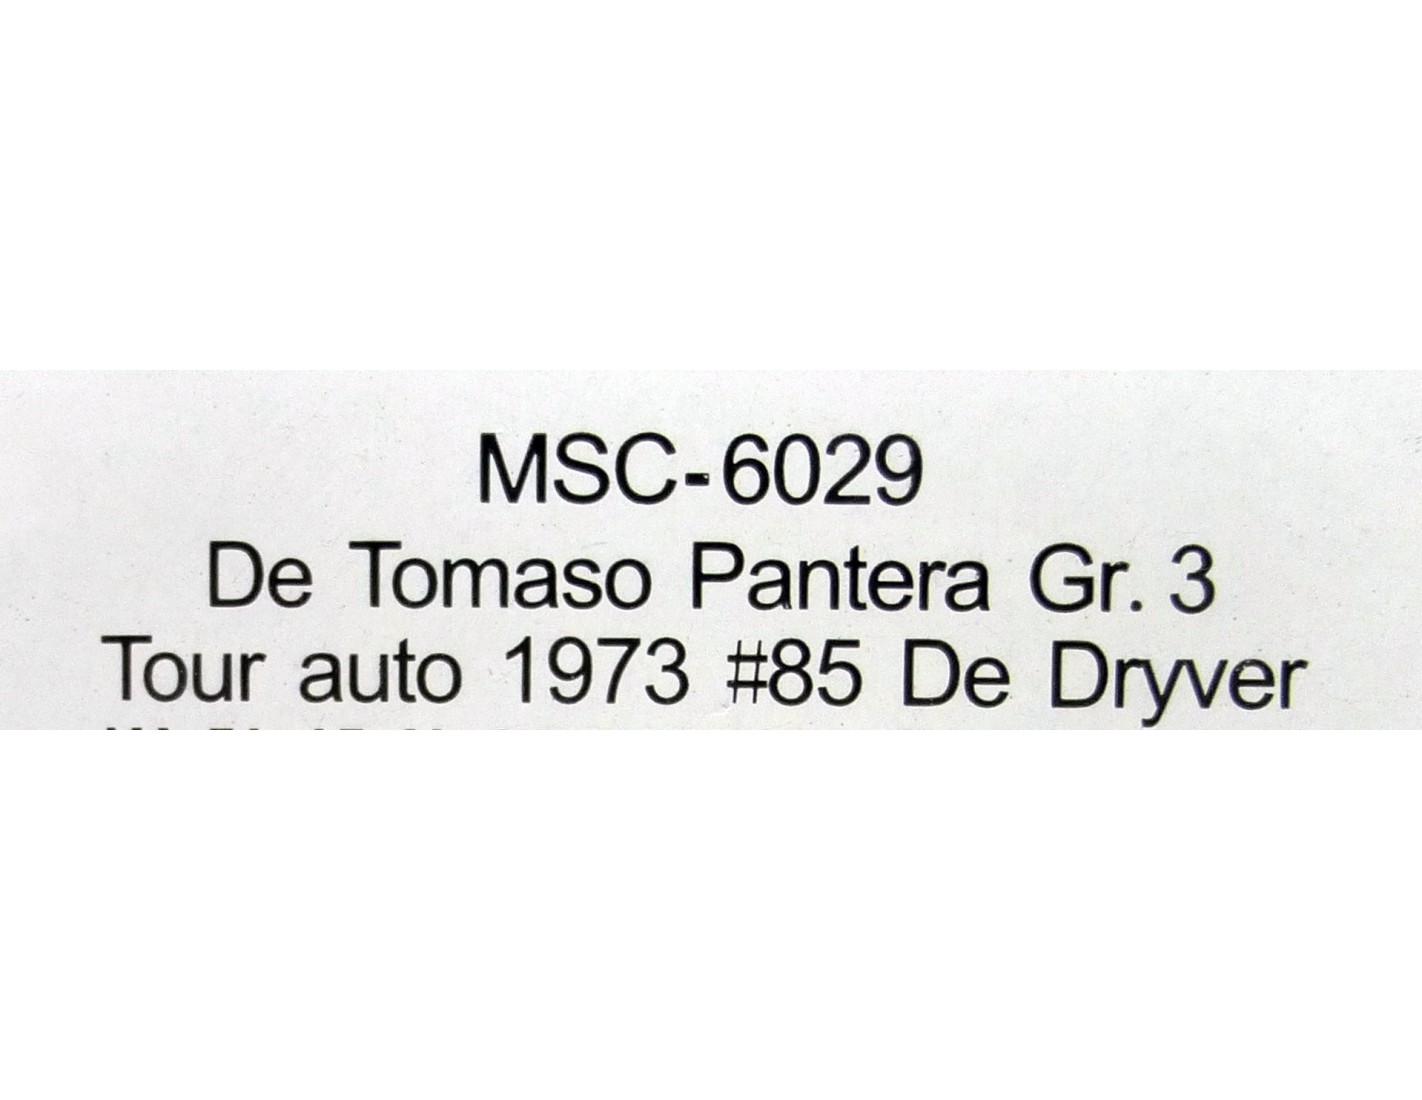 MSC-6029
De Tomaso Pantera Gr. 3
Tour auto 1973 #85 De Dryver